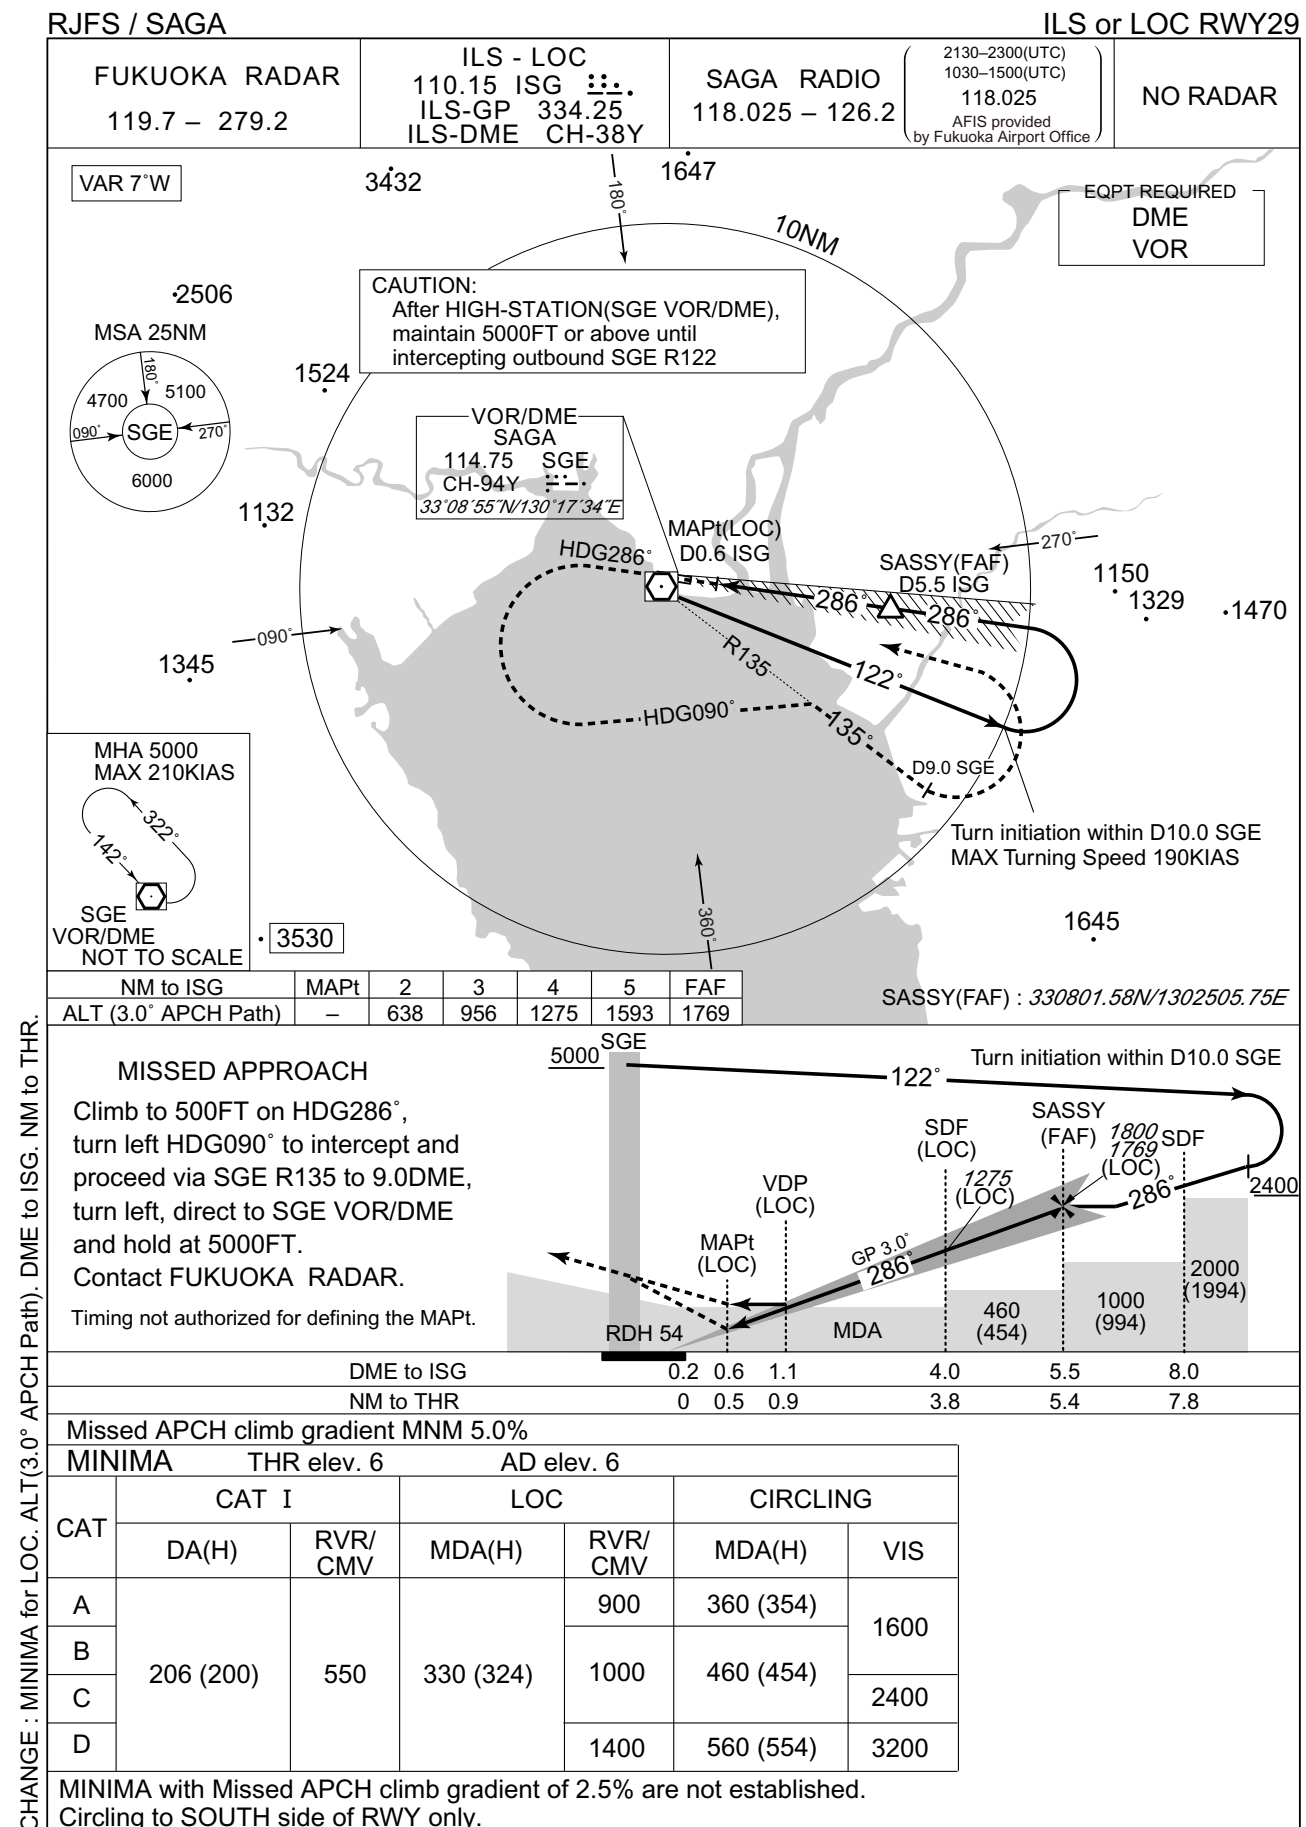 RJFS / SAGA
ILS or LOC RWY29
FUKUOKA RADAR
119.7 – 279.2
ILS - LOC
110.15 ISG
ILS-GP 334.25
ILS-DME CH-38Y
SAGA RADIO
118.025 – 126.2
2130–2300(UTC)
1030–1500(UTC)
118.025
AFIS provided
by Fukuoka Airport Office
NO RADAR
VAR 7°W
3432
180°
1647
EQPT REQUIRED
DME
VOR
10NM
2506
CAUTION:
After HIGH-STATION(SGE VOR/DME),
maintain 5000FT or above until
intercepting outbound SGE R122
MSA 25NM
180°
4700
5100
090°
SGE
270°
6000
1524
VOR/DME
SAGA
114.75 SGE
CH-94Y
33°08´55˝N/130°17´34˝E
1132
HDG286°
MAPt(LOC)
D0.6 ISG
SASSY(FAF)
D5.5 ISG
270°
1150
1329
1470
286°
286°
090°
1345
R135
122°
HDG090°
135°
D9.0 SGE
MHA 5000
MAX 210KIAS
322°
142°
SGE
VOR/DME
NOT TO SCALE
Turn initiation within D10.0 SGE
MAX Turning Speed 190KIAS
360°
1645
3530
SASSY(FAF) : 330801.58N/1302505.75E
NM to ISG MAPt 2 3 4 5 FAF
ALT (3.0° APCH Path) – 638 956 1275 1593 1769
MISSED APPROACH
Climb to 500FT on HDG286°,
turn left HDG090° to intercept and
proceed via SGE R135 to 9.0DME,
turn left, direct to SGE VOR/DME
and hold at 5000FT.
Contact FUKUOKA RADAR.
Timing not authorized for defining the MAPt.
SGE
5000
Turn initiation within D10.0 SGE
122°
SASSY
(FAF)
1800
1769
(LOC)
SDF
SDF
(LOC)
1275
(LOC)
286°
2400
VDP
(LOC)
MAPt
(LOC)
GP 3.0°
286°
2000
(1994)
1000
(994)
460
(454)
MDA
RDH 54
DME to ISG 0.2 0.6 1.1 4.0 5.5 8.0
NM to THR 0 0.5 0.9 3.8 5.4 7.8
Missed APCH climb gradient MNM 5.0%
MINIMA THR elev. 6 AD elev. 6
CAT CAT I LOC CIRCLING
DA(H) RVR/CMV MDA(H) RVR/CMV MDA(H) VIS
A 900 360 (354)
1600
B
206 (200) 550 330 (324) 1000 460 (454)
C 2400
D 1400 560 (554) 3200
MINIMA with Missed APCH climb gradient of 2.5% are not established.
Circling to SOUTH side of RWY only.
CHANGE : MINIMA for LOC. ALT(3.0° APCH Path). DME to ISG. NM to THR.